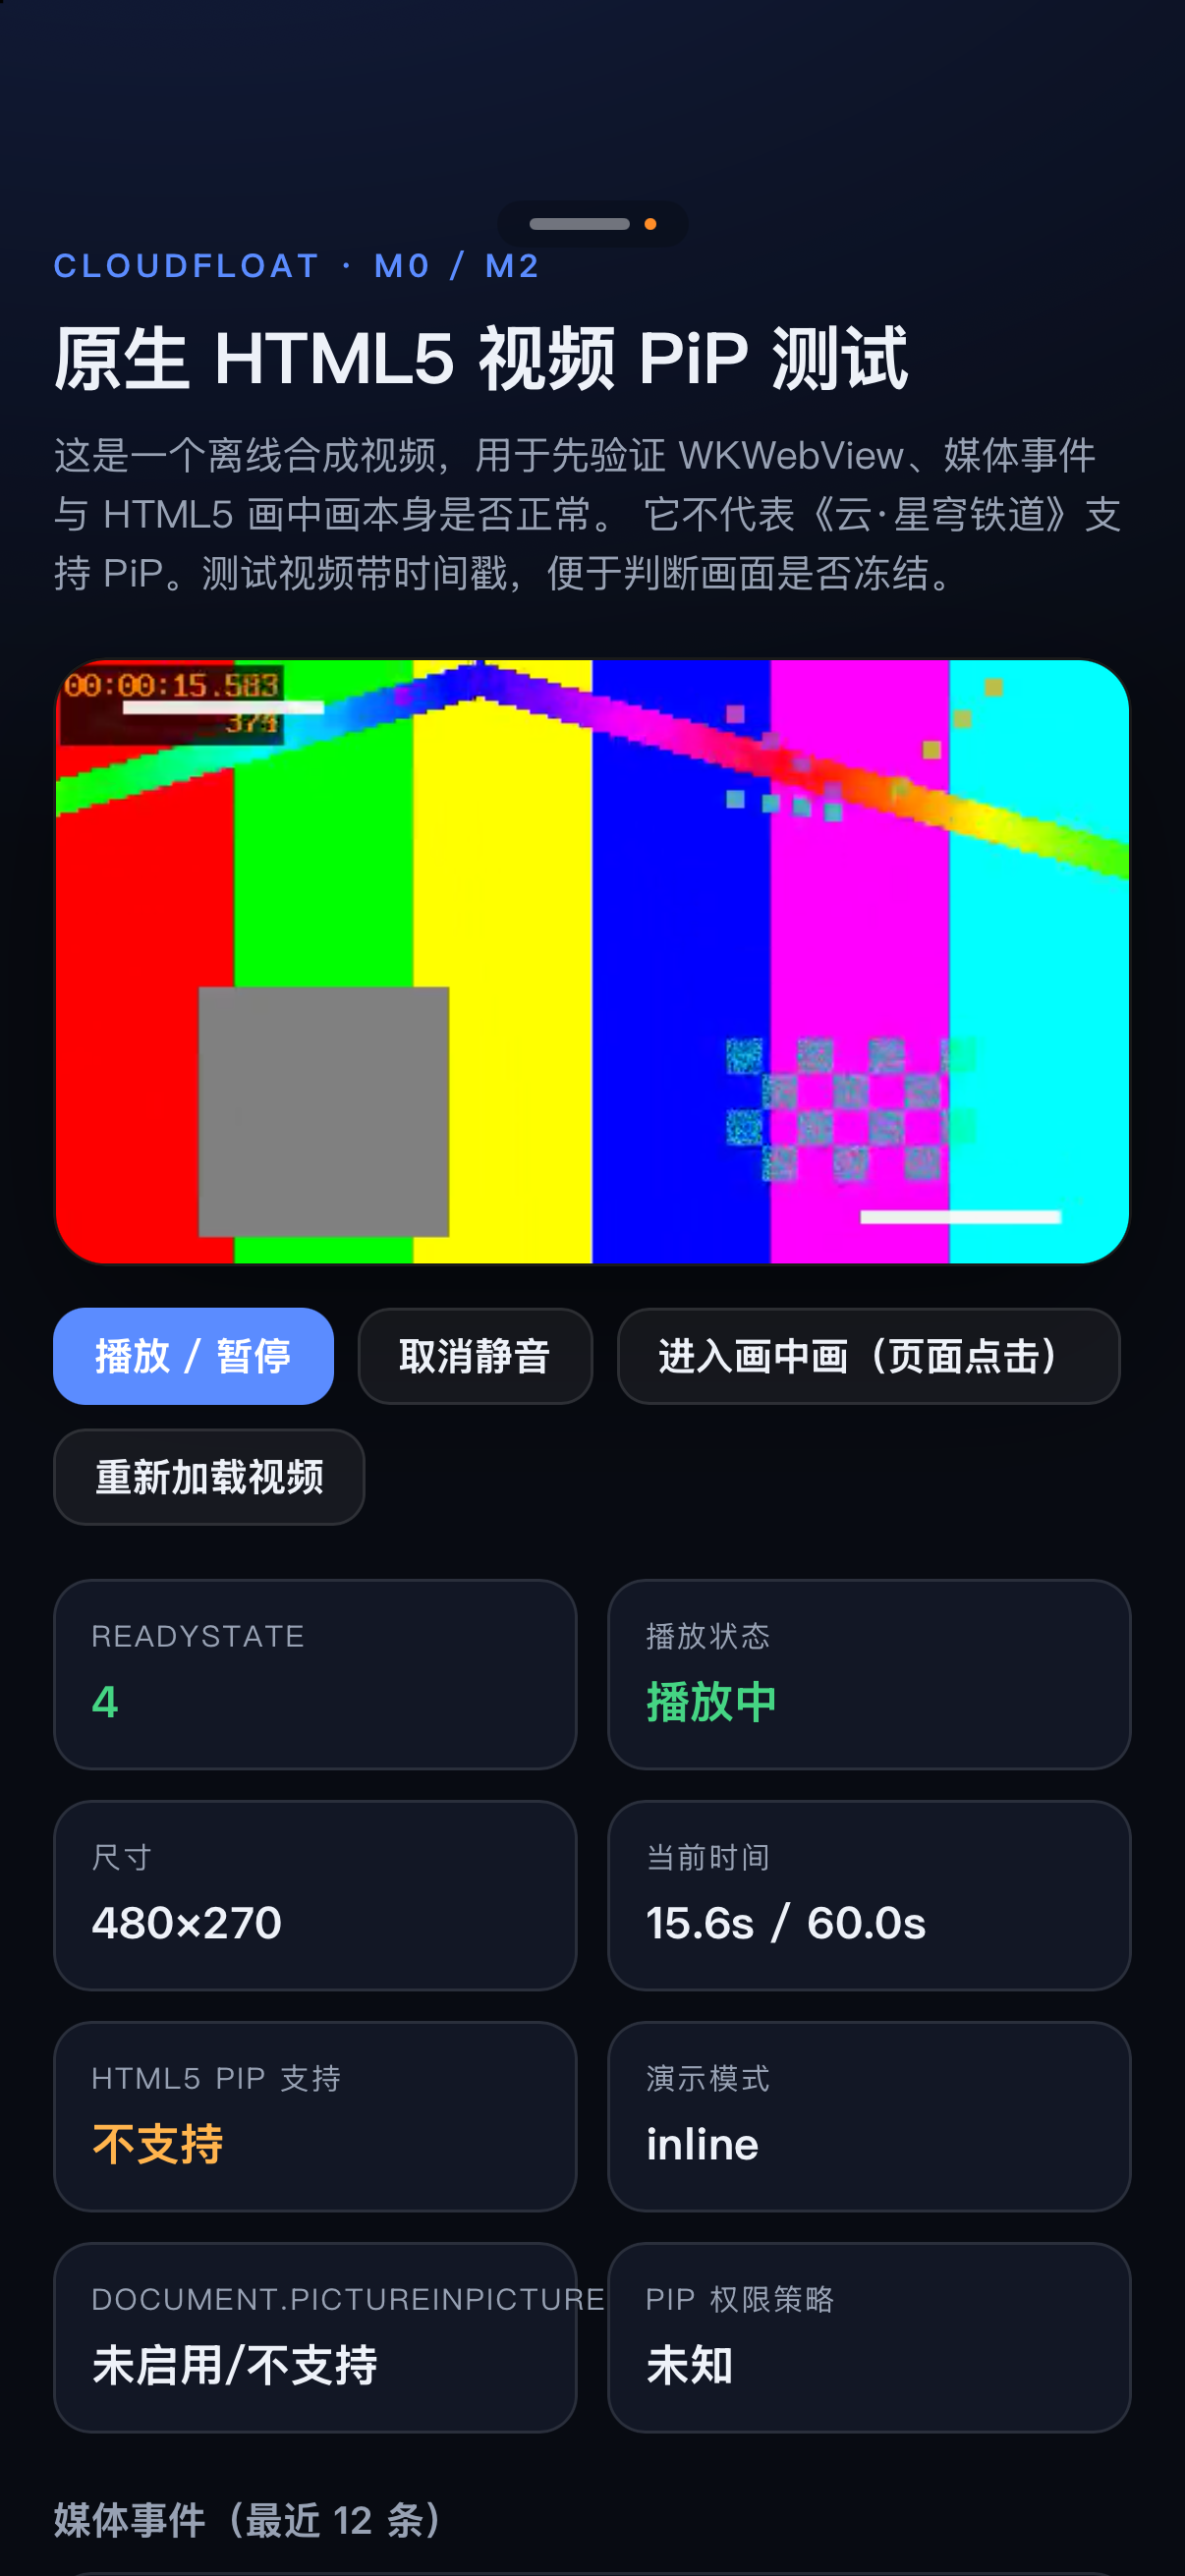 CLOUDFLOAT · M0 / M2
原生 HTML5 视频 PiP 测试
这是一个离线合成视频，用于先验证 WKWebView、媒体事件
与 HTML5 画中画本身是否正常。 它不代表《云·星穹铁道》支
持 PiP。测试视频带时间戳，便于判断画面是否冻结。
00:00:15.583
374
播放 / 暂停
取消静音
进入画中画（页面点击）
重新加载视频
READYSTATE
4
播放状态
播放中
尺寸
480×270
当前时间
15.6s / 60.0s
HTML5 PIP 支持
不支持
演示模式
inline
DOCUMENT.PICTUREINPICTURE
未启用/不支持
PIP 权限策略
未知
媒体事件（最近 12 条）